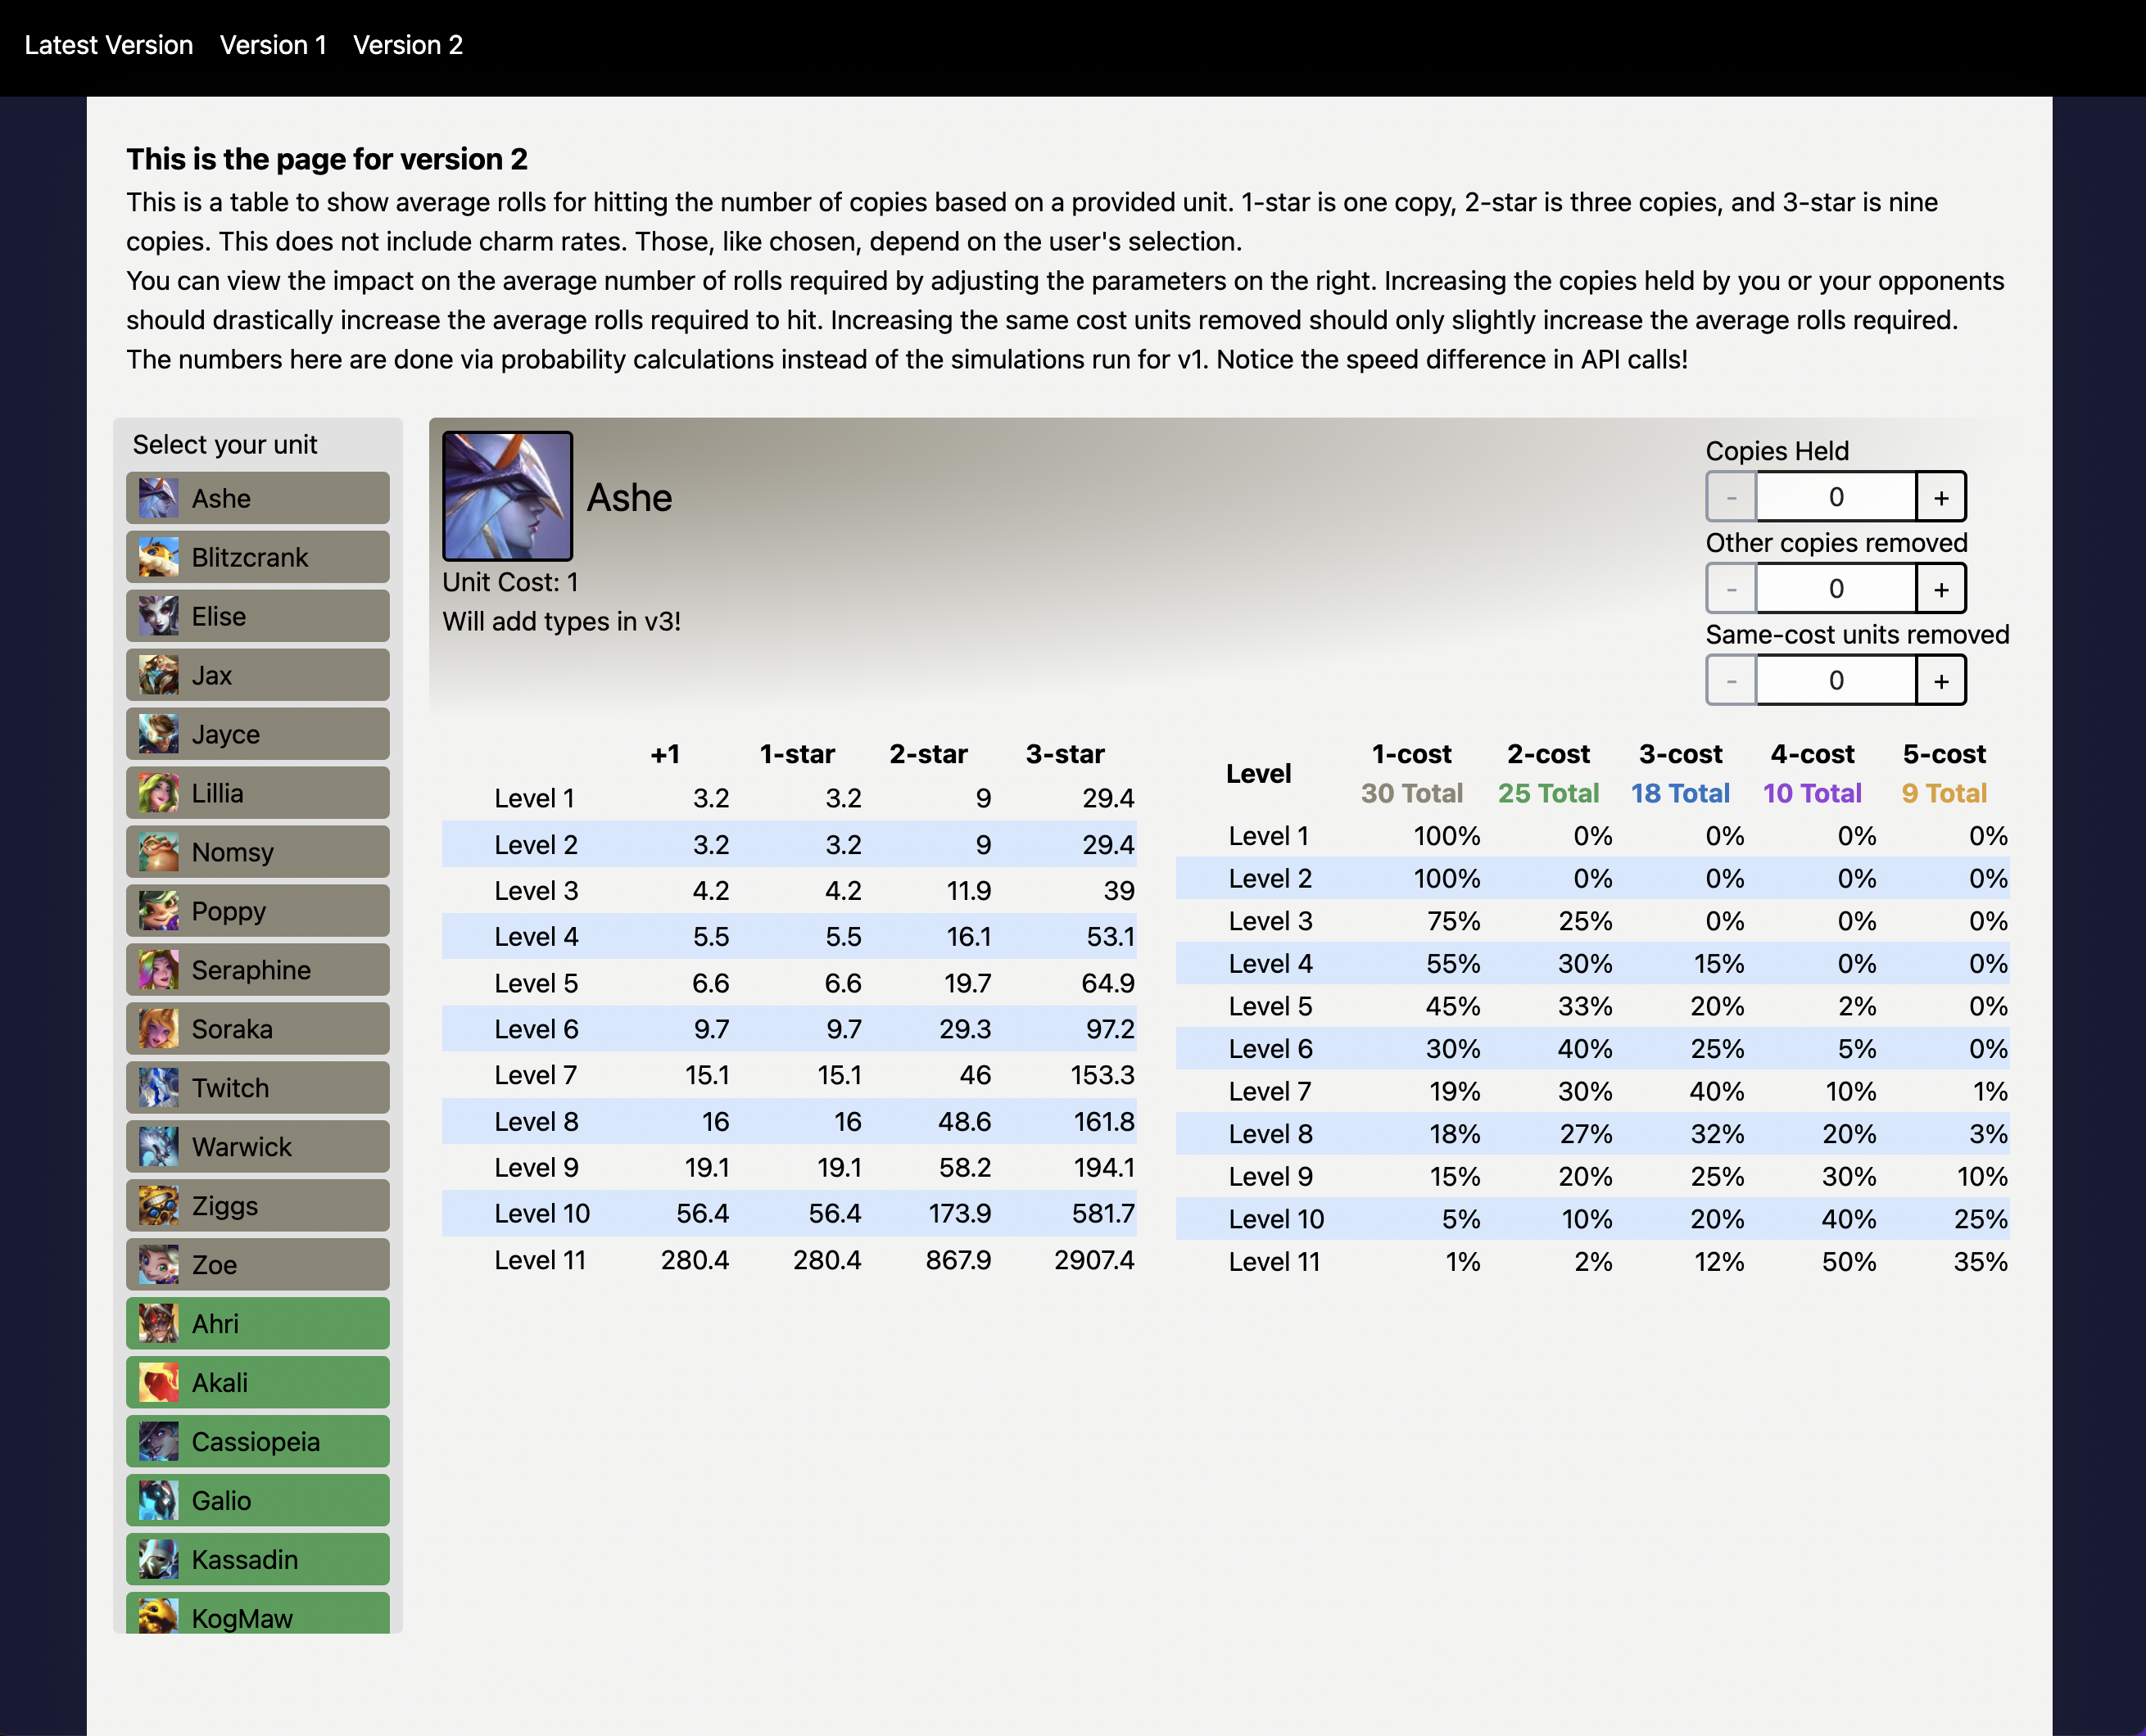 Latest Version Version 1 Version 2
This is the page for version 2
This is a table to show average rolls for hitting the number of copies based on a provided unit. 1-star is one copy, 2-star is three copies, and 3-star is nine
copies. This does not include charm rates. Those, like chosen, depend on the user's selection.
You can view the impact on the average number of rolls required by adjusting the parameters on the right. Increasing the copies held by you or your opponents
should drastically increase the average rolls required to hit. Increasing the same cost units removed should only slightly increase the average rolls required.
The numbers here are done via probability calculations instead of the simulations run for v1. Notice the speed difference in API calls!
Select your unit
Ashe
Blitzcrank
Elise
Jax
Jayce
Lillia
Nomsy
Poppy
Seraphine
Soraka
Twitch
Warwick
Ziggs
Zoe
Ahri
Akali
Cassiopeia
Galio
Kassadin
KogMaw
Ashe
Unit Cost: 1
Will add types in v3!
Copies Held
- 0 +
Other copies removed
- 0 +
Same-cost units removed
- 0 +
+1 1-star 2-star 3-star
Level 1 3.2 3.2 9 29.4
Level 2 3.2 3.2 9 29.4
Level 3 4.2 4.2 11.9 39
Level 4 5.5 5.5 16.1 53.1
Level 5 6.6 6.6 19.7 64.9
Level 6 9.7 9.7 29.3 97.2
Level 7 15.1 15.1 46 153.3
Level 8 16 16 48.6 161.8
Level 9 19.1 19.1 58.2 194.1
Level 10 56.4 56.4 173.9 581.7
Level 11 280.4 280.4 867.9 2907.4
Level 1-cost 2-cost 3-cost 4-cost 5-cost
30 Total 25 Total 18 Total 10 Total 9 Total
Level 1 100% 0% 0% 0% 0%
Level 2 100% 0% 0% 0% 0%
Level 3 75% 25% 0% 0% 0%
Level 4 55% 30% 15% 0% 0%
Level 5 45% 33% 20% 2% 0%
Level 6 30% 40% 25% 5% 0%
Level 7 19% 30% 40% 10% 1%
Level 8 18% 27% 32% 20% 3%
Level 9 15% 20% 25% 30% 10%
Level 10 5% 10% 20% 40% 25%
Level 11 1% 2% 12% 50% 35%